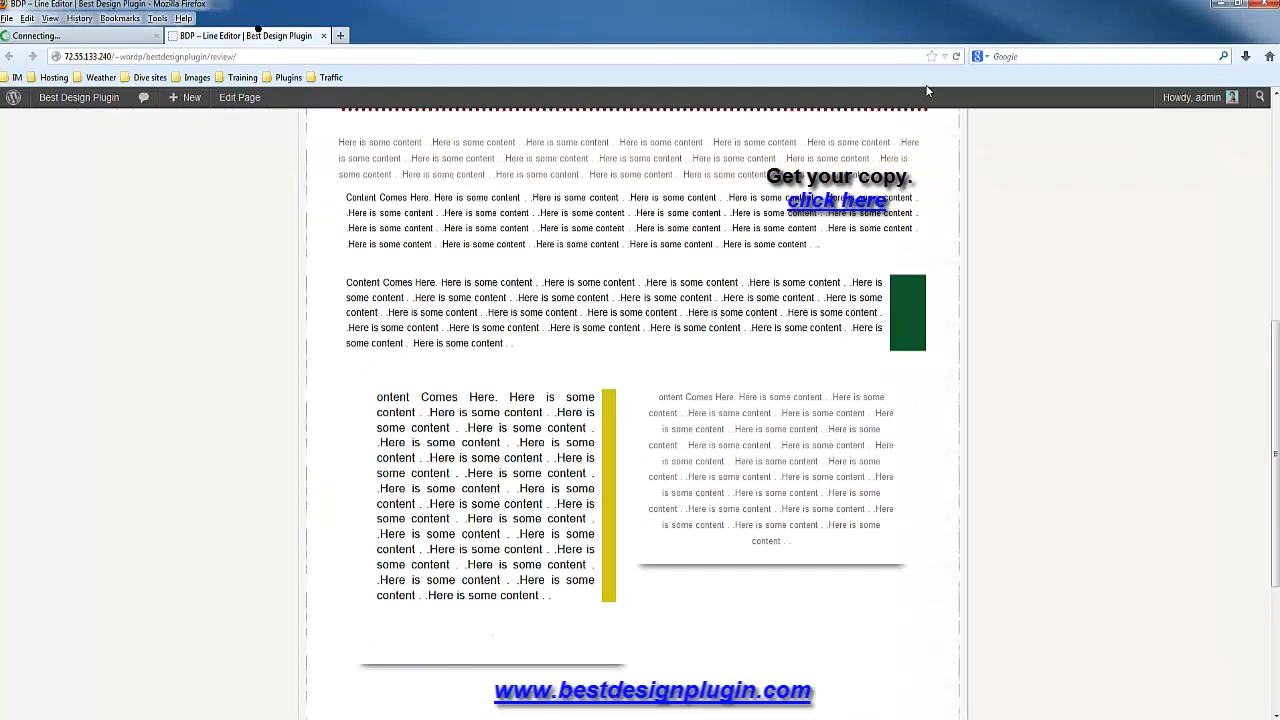 BDP – Line Editor | Best Design Plugin - Mozilla Firefox
File Edit View History Bookmarks Tools Help
Connecting... BDP – Line Editor | Best Design Plugin
72.55.133.240/~wordp/bestdesignplugin/review/ Google
IM Hosting Weather Dive sites Images Training Plugins Traffic
Best Design Plugin + New Edit Page Howdy, admin
Here is some content . .Here is some content . .Here is some content . .Here is some content . .Here is some content . .Here is some content . .Here
is some content . .Here is some content . .Here is some content . .Here is some content . .Here is some content . .Here is some content . .Here is
some content . .Here is some content . .Here is some content . .Here is some content . .Here is some content
Get your copy.
Content Comes Here. Here is some content . .Here is some content . .Here is some content . .Here is some content . .Here is some content .
click here
.Here is some content . .Here is some content . .Here is some content . .Here is some content . .Here is some content . .Here is some content .
.Here is some content . .Here is some content . .Here is some content . .Here is some content . .Here is some content . .Here is some content .
.Here is some content . .Here is some content . .Here is some content . .Here is some content . .Here is some content . ..
Content Comes Here. Here is some content . .Here is some content . .Here is some content . .Here is some content . .Here is
some content . .Here is some content . .Here is some content . .Here is some content . .Here is some content . .Here is some
content . .Here is some content . .Here is some content . .Here is some content . .Here is some content . .Here is some content .
.Here is some content . .Here is some content . .Here is some content . .Here is some content . .Here is some content . .Here is
some content . .Here is some content . .
ontent Comes Here. Here is some
content . .Here is some content . .Here is
some content . .Here is some content .
.Here is some content . .Here is some
content . .Here is some content . .Here is
some content . .Here is some content .
.Here is some content . .Here is some
content . .Here is some content . .Here is
some content . .Here is some content .
.Here is some content . .Here is some
content . .Here is some content . .Here is
some content . .Here is some content .
.Here is some content . .Here is some
content . .Here is some content . .
ontent Comes Here. Here is some content . .Here is some
content . .Here is some content . .Here is some content . .Here
is some content . .Here is some content . .Here is some
content . .Here is some content . .Here is some content . .Here
is some content . .Here is some content . .Here is some
content . .Here is some content . .Here is some content . .Here
is some content . .Here is some content . .Here is some
content . .Here is some content . .Here is some content . .Here
is some content . .Here is some content . .Here is some
content . .
www.bestdesignplugin.com